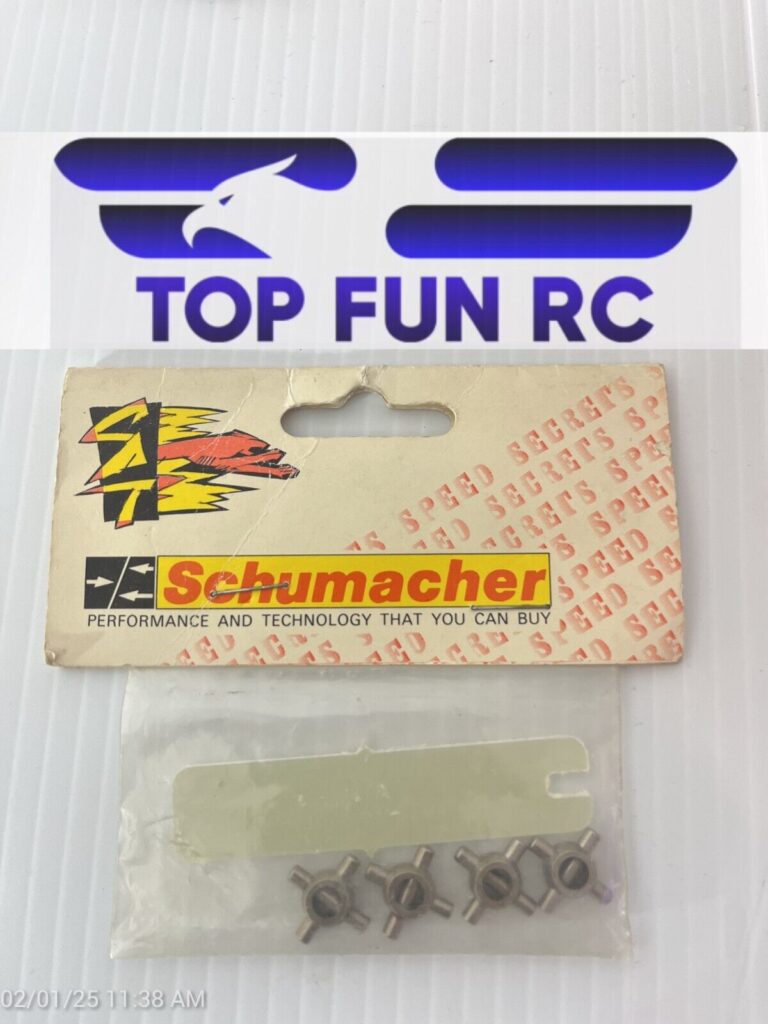 TOP FUN RC
CAT
SPEED SECRETS
Schumacher
PERFORMANCE AND TECHNOLOGY THAT YOU CAN BUY
02/01/25 11:38 AM